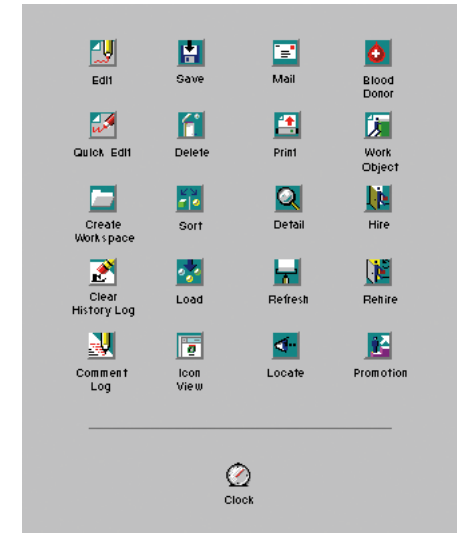 Edit Save Mail Blood
Donor
Quick Edit Delete Print Work
Object
Create
Workspace Sort Detail Hire
Clear
History Log Load Refresh Rehire
Comment
Log Icon
View Locate Promotion
Clock